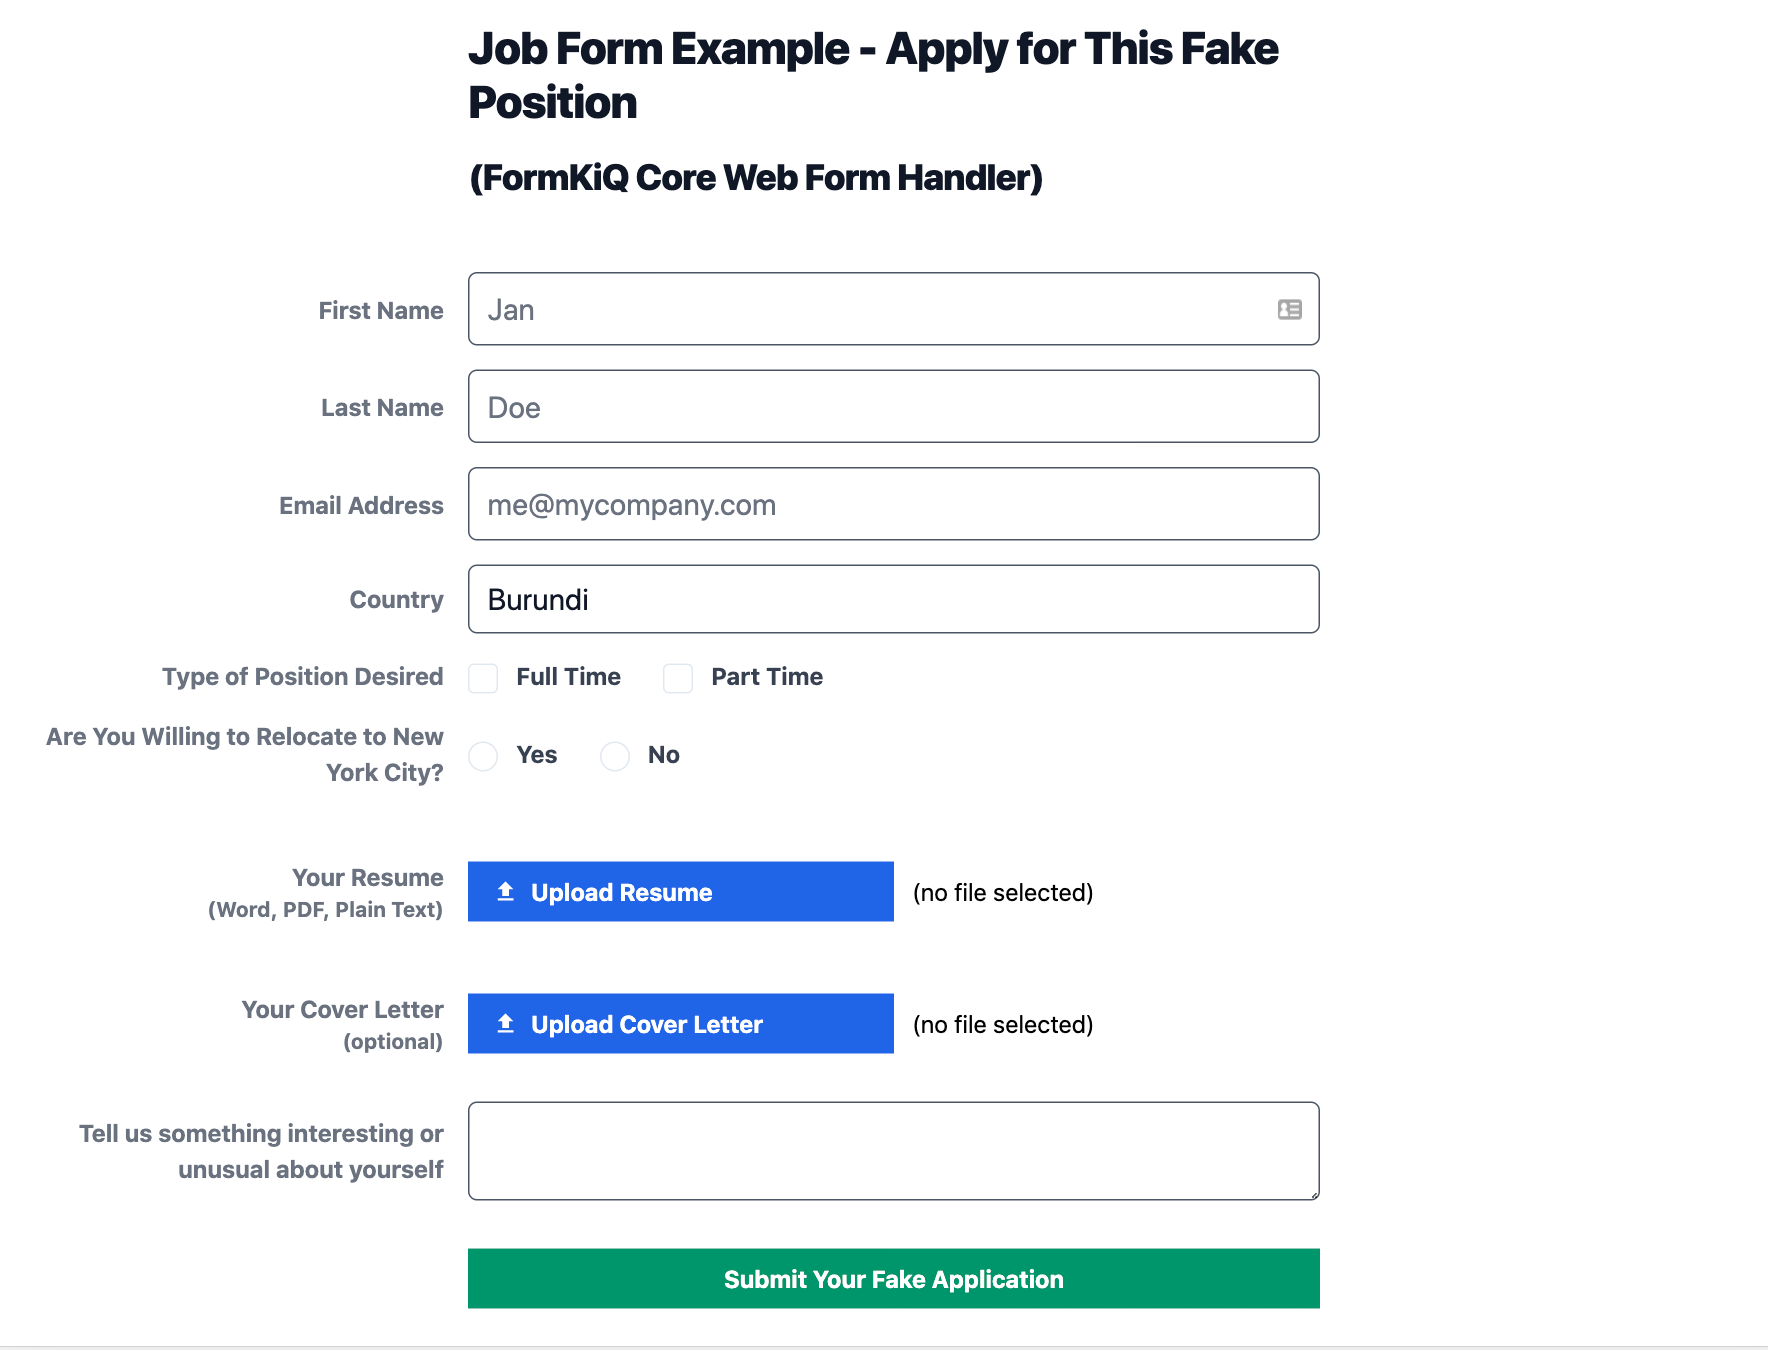 Job Form Example - Apply for This Fake
Position
(FormKiQ Core Web Form Handler)
First Name
Jan
Last Name
Doe
Email Address
me@mycompany.com
Country
Burundi
Type of Position Desired
Full Time
Part Time
Are You Willing to Relocate to New
York City?
Yes
No
Your Resume
(Word, PDF, Plain Text)
Upload Resume
(no file selected)
Your Cover Letter
(optional)
Upload Cover Letter
(no file selected)
Tell us something interesting or
unusual about yourself
Submit Your Fake Application